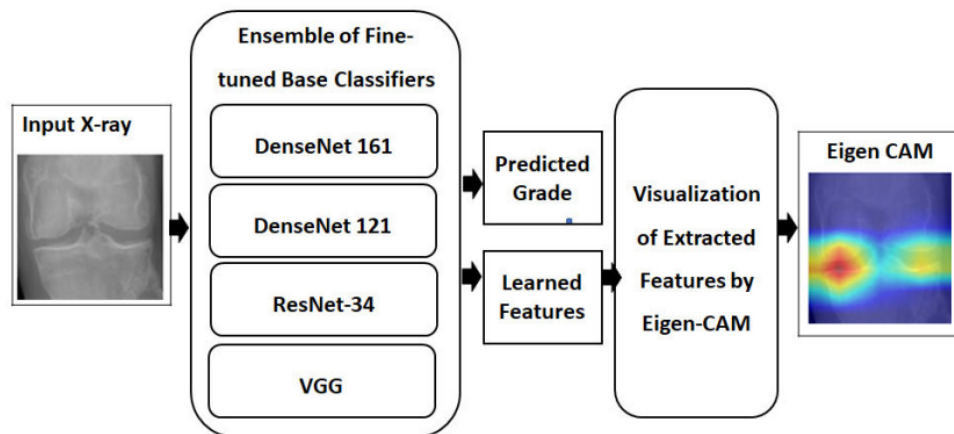 Input X-ray
Ensemble of Fine-
tuned Base Classifiers
DenseNet 161
DenseNet 121
ResNet-34
VGG
Predicted
Grade
Learned
Features
Visualization
of Extracted
Features by
Eigen-CAM
Eigen CAM